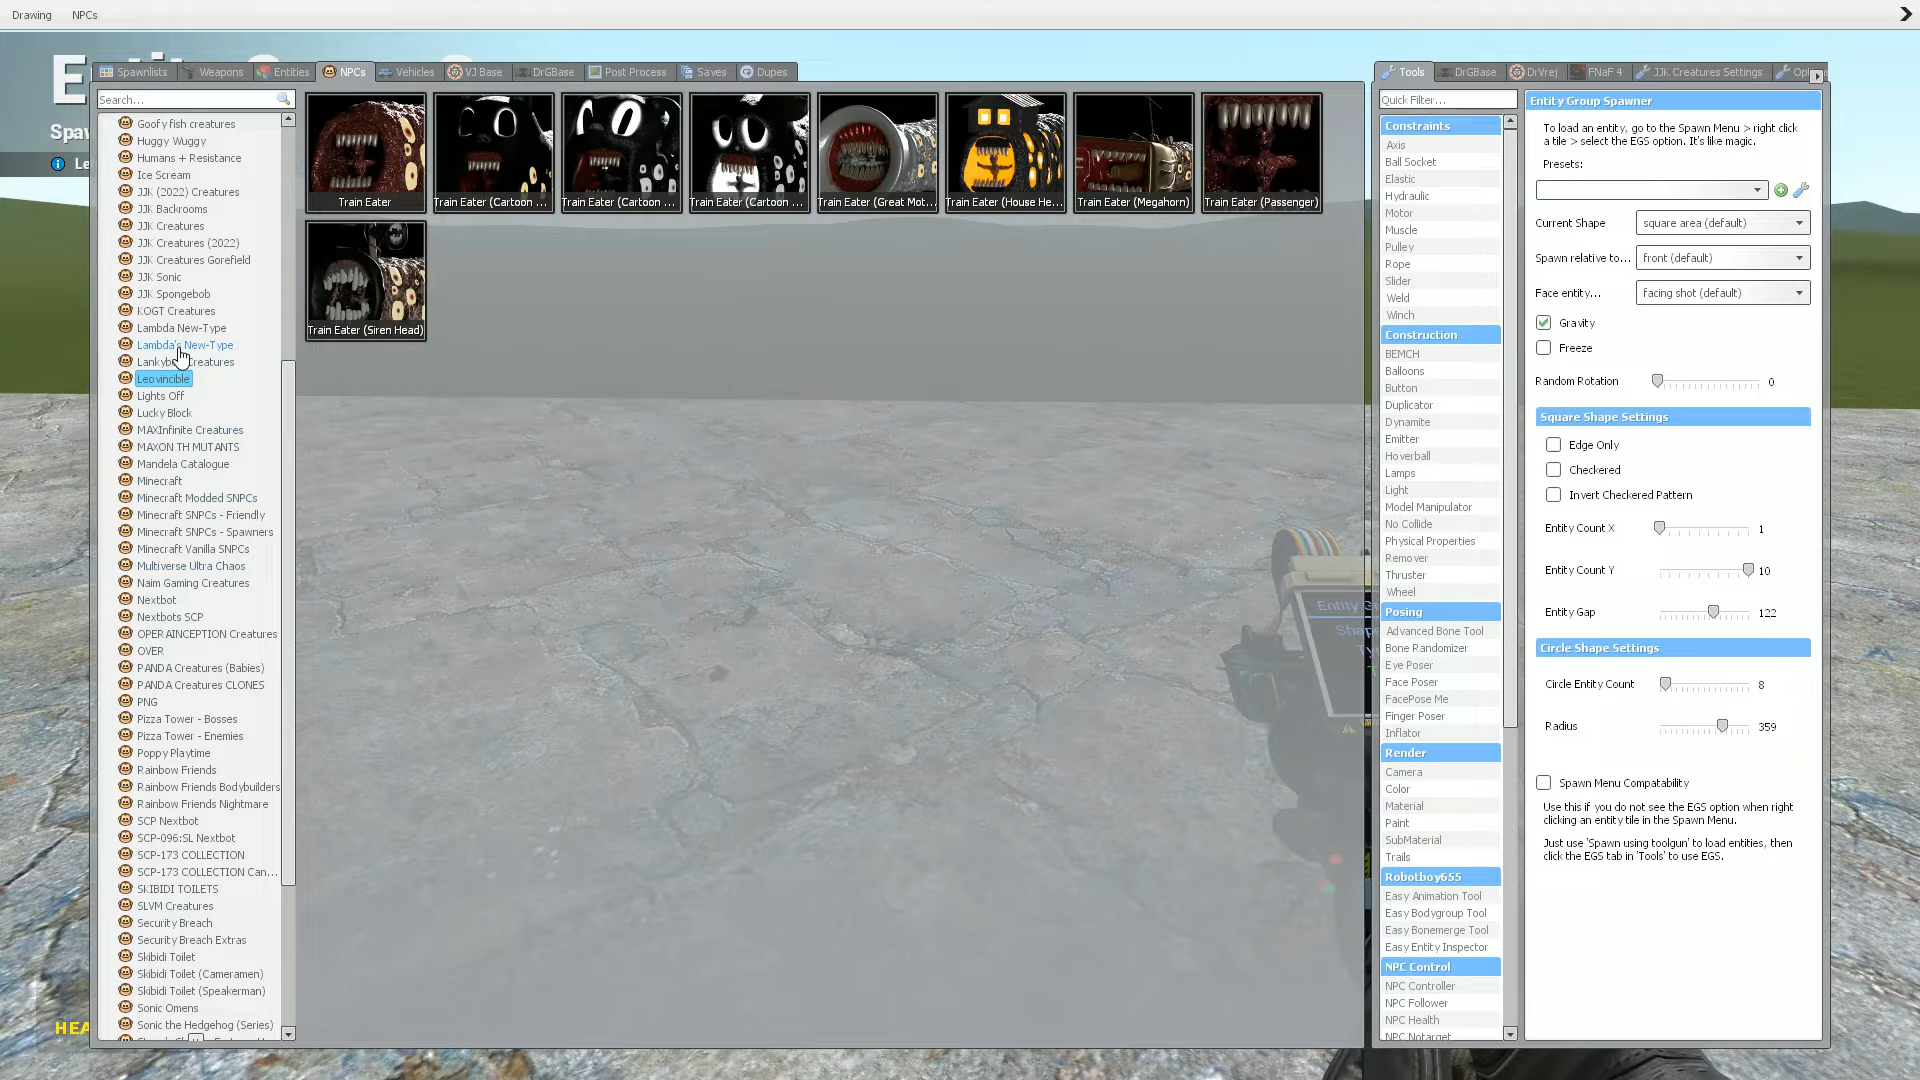 Drawing NPCs
E
Spaw
Le
Spawnlists Weapons Entities NPCs Vehicles VJ Base DrGBase Post Process Saves Dupes
Search...
Goofy fish creatures
Huggy Wuggy
Humans + Resistance
Ice Scream
JJK (2022) Creatures
JJK Backrooms
JJK Creatures
JJK Creatures (2022)
JJK Creatures Gorefield
JJK Sonic
JJK Spongebob
KOGT Creatures
Lambda New-Type
Lambda's New-Type
Lankyb Creatures
Leovincible
Lights Off
Lucky Block
MAXInfinite Creatures
MAXON TH MUTANTS
Mandela Catalogue
Minecraft
Minecraft Modded SNPCs
Minecraft SNPCs - Friendly
Minecraft SNPCs - Spawners
Minecraft Vanilla SNPCs
Multiverse Ultra Chaos
Naim Gaming Creatures
Nextbot
Nextbots SCP
OPERAINCEPTION Creatures
OVER
PANDA Creatures (Babies)
PANDA Creatures CLONES
PNG
Pizza Tower - Bosses
Pizza Tower - Enemies
Poppy Playtime
Rainbow Friends
Rainbow Friends Bodybuilders
Rainbow Friends Nightmare
SCP Nextbot
SCP-096:SL Nextbot
SCP-173 COLLECTION
SCP-173 COLLECTION Can...
SKIBIDI TOILETS
SLVM Creatures
Security Breach
Security Breach Extras
Skibidi Toilet
Skibidi Toilet (Cameramen)
Skibidi Toilet (Speakerman)
Sonic Omens
Sonic the Hedgehog (Series)
HEA
Train Eater Train Eater (Cartoon ... Train Eater (Cartoon ... Train Eater (Cartoon ... Train Eater (Great Mot... Train Eater (House He... Train Eater (Megahorn) Train Eater (Passenger)
Train Eater (Siren Head)
Entity G
Shap
Ty
Tools DrGBase DrVrej FNaF 4 JJK Creatures Settings Opti
Quick Filter...
Constraints
Axis
Ball Socket
Elastic
Hydraulic
Motor
Muscle
Pulley
Rope
Slider
Weld
Winch
Construction
BEMCH
Balloons
Button
Duplicator
Dynamite
Emitter
Hoverball
Lamps
Light
Model Manipulator
No Collide
Physical Properties
Remover
Thruster
Wheel
Posing
Advanced Bone Tool
Bone Randomizer
Eye Poser
Face Poser
FacePose Me
Finger Poser
Inflator
Render
Camera
Color
Material
Paint
SubMaterial
Trails
Robotboy655
Easy Animation Tool
Easy Bodygroup Tool
Easy Bonemerge Tool
Easy Entity Inspector
NPC Control
NPC Controller
NPC Follower
NPC Health
NPC Notarget
Entity Group Spawner
To load an entity, go to the Spawn Menu > right click
a tile > select the EGS option. It's like magic.
Presets:
Current Shape square area (default)
Spawn relative to... front (default)
Face entity... facing shot (default)
Gravity
Freeze
Random Rotation 0
Square Shape Settings
Edge Only
Checkered
Invert Checkered Pattern
Entity Count X 1
Entity Count Y 10
Entity Gap 122
Circle Shape Settings
Circle Entity Count 8
Radius 359
Spawn Menu Compatability
Use this if you do not see the EGS option when right
clicking an entity tile in the Spawn Menu.
Just use 'Spawn using toolgun' to load entities, then
click the EGS tab in 'Tools' to use EGS.